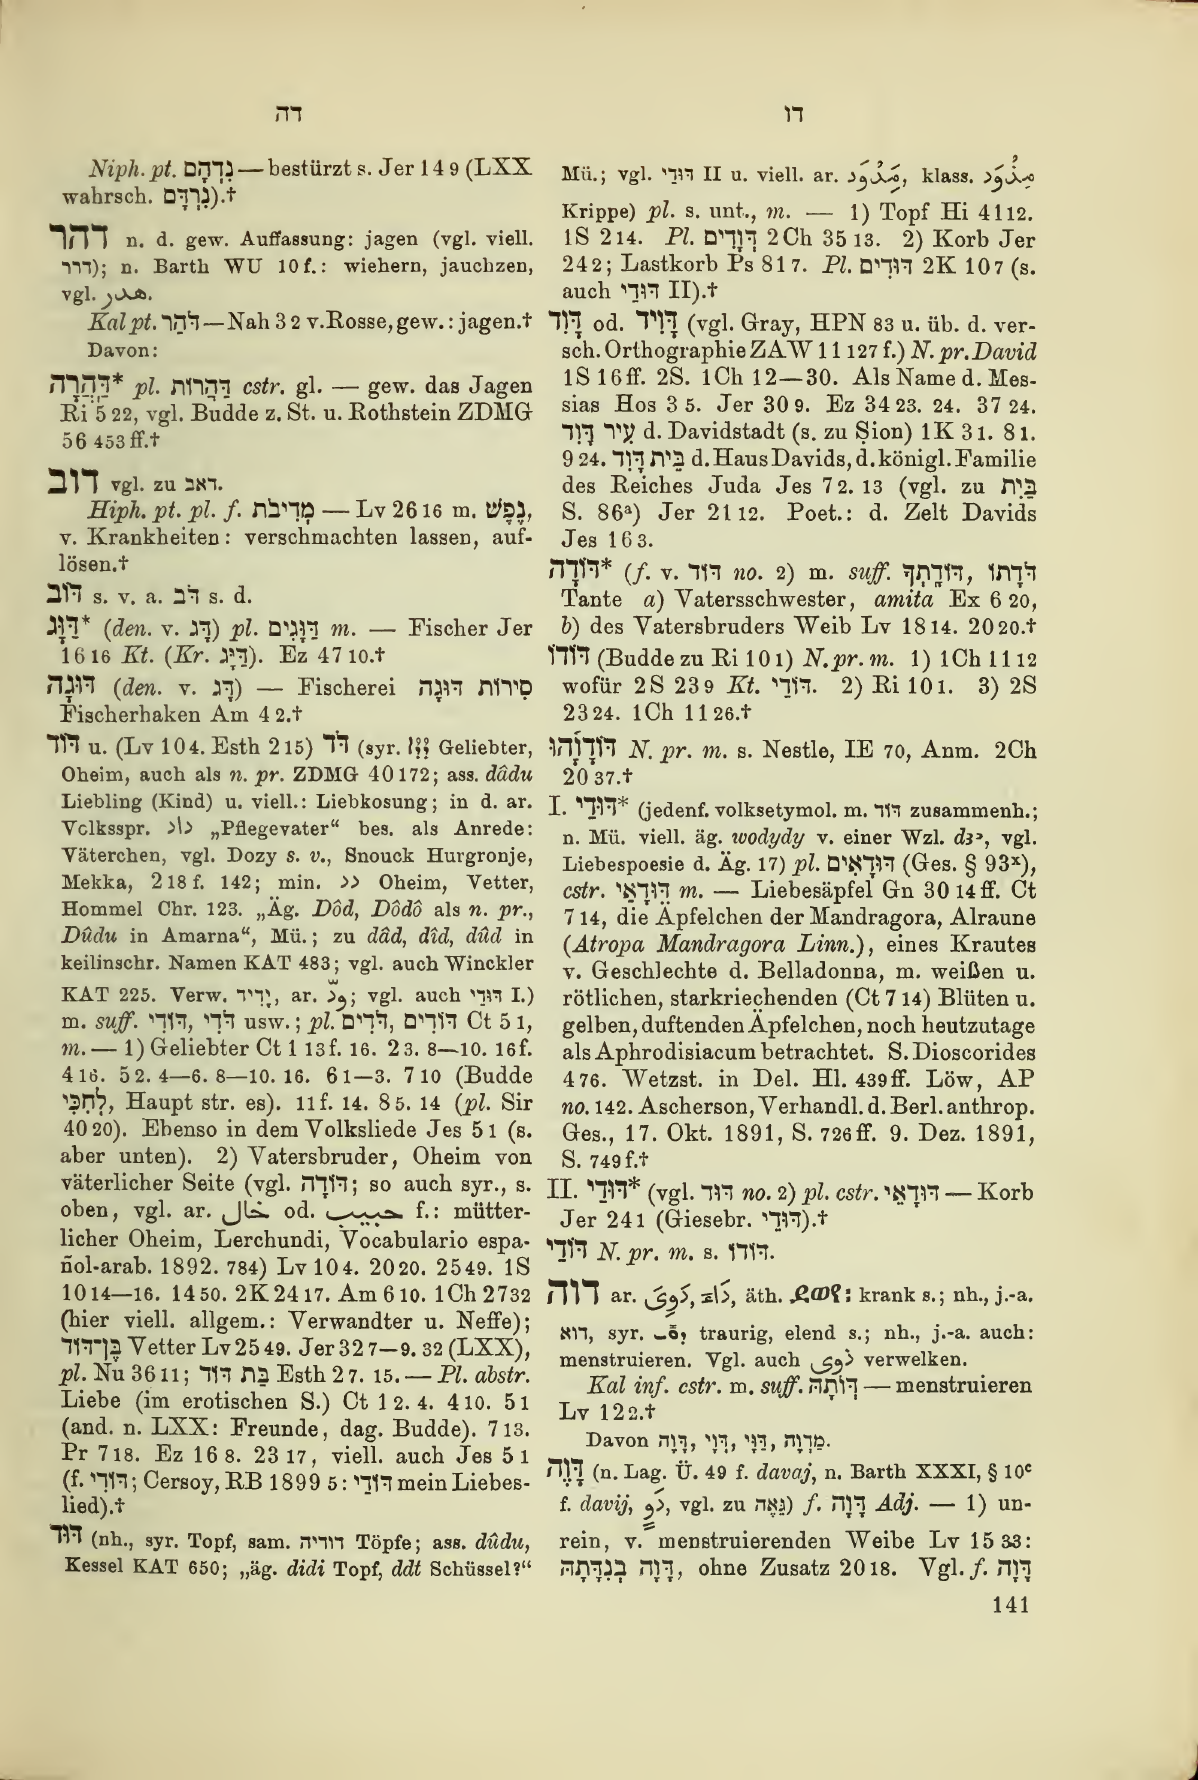 דה
דו
Niph. pt. נִדְהָם — bestürzt s. Jer 14 9 (LXX
wahrsch. נִרְדָּם).†
דהר n. d. gew. Auffassung: jagen (vgl. viell.
דרר); n. Barth WU 10 f.: wiehern, jauchzen,
vgl. هدر.
Kal pt. דֹּהֵר — Nah 3 2 v. Rosse, gew.: jagen.†
Davon:
דַּהֲרָה* pl. דַּהֲרוֹת cstr. gl. — gew. das Jagen
Ri 5 22, vgl. Budde z. St. u. Rothstein ZDMG
56 453 ff.†
דוב vgl. zu דאב.
Hiph. pt. pl. f. מְדִיבֹת — Lv 26 16 m. נֶפֶשׁ,
v. Krankheiten: verschmachten lassen, auf-
lösen.†
דּוֹב s. v. a. דֹּב s. d.
דַּוָּג* (den. v. דָּג) pl. דַּוָּגִים m. — Fischer Jer
16 16 Kt. (Kr. דַּיָּג). Ez 47 10.†
דּוּגָה (den. v. דָּג) — Fischerei סִירוֹת דּוּגָה
Fischerhaken Am 4 2.†
דּוֹד u. (Lv 10 4. Esth 2 15) דֹּד (syr. ܕܕܐ Geliebter,
Oheim, auch als n. pr. ZDMG 40 172; ass. dâdu
Liebling (Kind) u. viell.: Liebkosung; in d. ar.
Volksspr. داد „Pflegevater“ bes. als Anrede:
Väterchen, vgl. Dozy s. v., Snouck Hurgronje,
Mekka, 2 18 f. 142; min. دد Oheim, Vetter,
Hommel Chr. 123. „Äg. Dôd, Dôdô als n. pr.,
Dûdu in Amarna“, Mü.; zu dâd, dîd, dûd in
keilinschr. Namen KAT 483; vgl. auch Winckler
KAT 225. Verw. יָדִיד, ar. ودّ; vgl. auch דּוּדַי I.)
m. suff. דּוֹדִי, דֹּדִי usw.; pl. דֹּדִים, דּוֹדִים Ct 5 1,
m. — 1) Geliebter Ct 1 13 f. 16. 2 3. 8—10. 16 f.
4 16. 5 2. 4—6. 8—10. 16. 6 1—3. 7 10 (Budde
לְחִכִּי, Haupt str. es). 11 f. 14. 8 5. 14 (pl. Sir
40 20). Ebenso in dem Volksliede Jes 5 1 (s.
aber unten). 2) Vatersbruder, Oheim von
väterlicher Seite (vgl. דּוֹדָה; so auch syr., s.
oben, vgl. ar. خال od. حبيب f.: mütter-
licher Oheim, Lerchundi, Vocabulario espa-
ñol-arab. 1892. 784) Lv 10 4. 20 20. 25 49. 1S
10 14—16. 14 50. 2K 24 17. Am 6 10. 1Ch 27 32
(hier viell. allgem.: Verwandter u. Neffe);
בֶּן־דּוֹד Vetter Lv 25 49. Jer 32 7—9. 32 (LXX),
pl. Nu 36 11; בַּת דּוֹד Esth 2 7. 15. — Pl. abstr.
Liebe (im erotischen S.) Ct 1 2. 4. 4 10. 5 1
(and. n. LXX: Freunde, dag. Budde). 7 13.
Pr 7 18. Ez 16 8. 23 17, viell. auch Jes 5 1
(f. דּוֹדִי; Cersoy, RB 1899 5: דּוֹדַי mein Liebes-
lied).†
דּוּד (nh., syr. Topf, sam. דודיה Töpfe; ass. dûdu,
Kessel KAT 650; „äg. didi Topf, ddt Schüssel?“
Mü.; vgl. דּוּדַי II u. viell. ar. مَدْوَد, klass. مِذْوَد
Krippe) pl. s. unt., m. — 1) Topf Hi 41 12.
1S 2 14. Pl. דְּוָדִים 2 Ch 35 13. 2) Korb Jer
24 2; Lastkorb Ps 81 7. Pl. דּוּדִים 2K 10 7 (s.
auch דּוּדַי II).†
דָּוִד od. דָּוִיד (vgl. Gray, HPN 83 u. üb. d. ver-
sch. Orthographie ZAW 11 127 f.) N. pr. David
1S 16 ff. 2S. 1Ch 12—30. Als Name d. Mes-
sias Hos 3 5. Jer 30 9. Ez 34 23. 24. 37 24.
עִיר דָּוִד d. Davidstadt (s. zu Ṣion) 1K 3 1. 8 1.
9 24. בֵּית דָּוִד d. Haus Davids, d. königl. Familie
des Reiches Juda Jes 7 2. 13 (vgl. zu בַּיִת
S. 86ᵃ) Jer 21 12. Poet.: d. Zelt Davids
Jes 16 3.
דּוֹדָה* (f. v. דּוֹד no. 2) m. suff. דּוֹדָתְךָ, דֹּדָתוֹ
Tante a) Vatersschwester, amita Ex 6 20,
b) des Vatersbruders Weib Lv 18 14. 20 20.†
דּוֹדוֹ (Budde zu Ri 10 1) N. pr. m. 1) 1Ch 11 12
wofür 2S 23 9 Kt. דּוֹדַי. 2) Ri 10 1. 3) 2S
23 24. 1Ch 11 26.†
דּוֹדָוָהוּ N. pr. m. s. Nestle, IE 70, Anm. 2Ch
20 37.†
I. דּוּדַי* (jedenf. volksetymol. m. דּוֹד zusammenh.;
n. Mü. viell. äg. wodydy v. einer Wzl. , vgl.
Liebespoesie d. Äg. 17) pl. דּוּדָאִים (Ges. § 93ˣ),
cstr. דּוּדָאֵי m. — Liebesäpfel Gn 30 14 ff. Ct
7 14, die Äpfelchen der Mandragora, Alraune
(Atropa Mandragora Linn.), eines Krautes
v. Geschlechte d. Belladonna, m. weißen u.
rötlichen, starkriechenden (Ct 7 14) Blüten u.
gelben, duftenden Äpfelchen, noch heutzutage
als Aphrodisiacum betrachtet. S. Dioscorides
4 76. Wetzst. in Del. Hl. 439 ff. Löw, AP
no. 142. Ascherson, Verhandl. d. Berl. anthrop.
Ges., 17. Okt. 1891, S. 726 ff. 9. Dez. 1891,
S. 749 f.†
II. דּוּדַי* (vgl. דּוּד no. 2) pl. cstr. דּוּדָאֵי — Korb
Jer 24 1 (Giesebr. דּוּדֵי).†
דּוֹדַי N. pr. m. s. דּוֹדוֹ.
דוה ar. دَوِىَ, دَاءَ, äth. ደወየ: krank s.; nh., j.-a.
דוא, syr. ܕܘܝ traurig, elend s.; nh., j.-a. auch:
menstruieren. Vgl. auch ذوى verwelken.
Kal inf. cstr. m. suff. דְּוֹתָהּ — menstruieren
Lv 12 2.†
Davon דָּוֶה, דְּוַי, דַּוָּי, מַדְוֶה.
דָּוֶה (n. Lag. Ü. 49 f. davaj, n. Barth XXXI, § 10ᶜ
f. davij, دَوٍ, vgl. zu גֵּאֶה) f. דָּוָה Adj. — 1) un-
rein, v. menstruierenden Weibe Lv 15 33:
דָּוָה בְּנִדָּתָהּ, ohne Zusatz 20 18. Vgl. f. דָּוָה
141